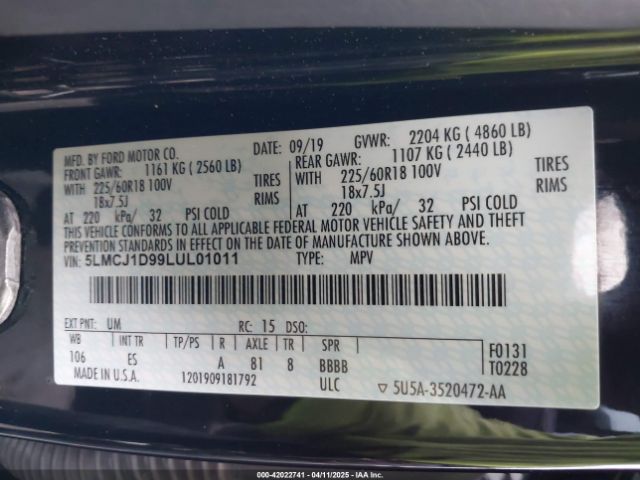 MFD. BY FORD MOTOR CO. DATE: 09/19 GVWR: 2204 KG ( 4860 LB)
FRONT GAWR: 1161 KG ( 2560 LB) REAR GAWR: 1107 KG ( 2440 LB)
WITH 225/60R18 100V TIRES WITH 225/60R18 100V TIRES
18x7.5J RIMS 18x7.5J RIMS
AT 220 kPa/ 32 PSI COLD AT 220 kPa/ 32 PSI COLD
THIS VEHICLE CONFORMS TO ALL APPLICABLE FEDERAL MOTOR VEHICLE SAFETY AND THEFT
PREVENTION STANDARDS IN EFFECT ON THE DATE OF MANUFACTURE SHOWN ABOVE.
VIN: 5LMCJ1D99LUL01011 TYPE: MPV
EXT PNT: UM RC: 15 DSO:
WB INT TR TP/PS R AXLE TR SPR F0131
106 ES A 81 8 BBBB T0228
MADE IN U.S.A. 1201909181792 ULC ▽ 5U5A-3520472-AA
000-42022741 - 04/11/2025 - IAAI.com